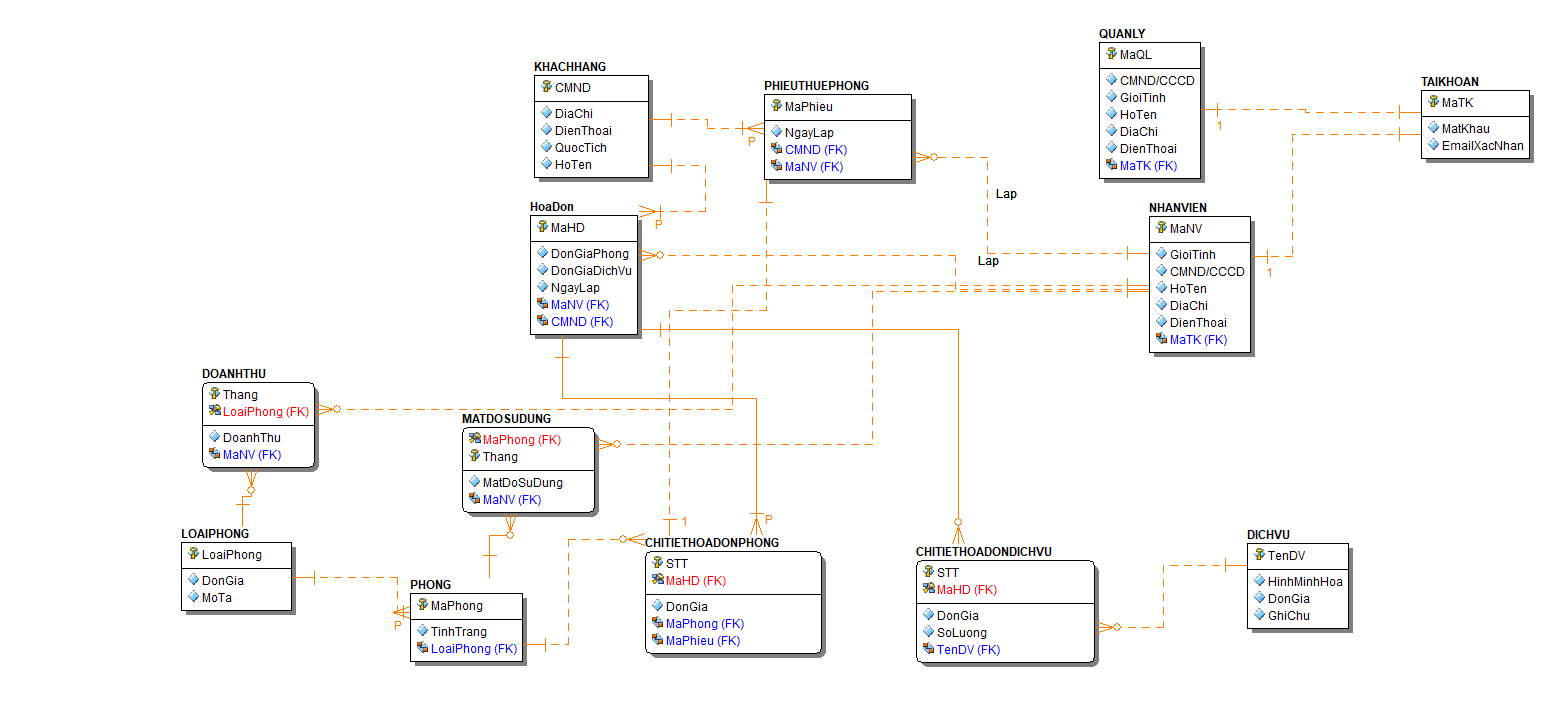 QUANLY
MaQL
CMND/CCCD
GioiTinh
HoTen
DiaChi
DienThoai
MaTK (FK)
1
TAIKHOAN
MaTK
MatKhau
EmailXacNhan
KHACHHANG
CMND
DiaChi
DienThoai
QuocTich
HoTen
PHIEUTHUEPHONG
MaPhieu
NgayLap
CMND (FK)
MaNV (FK)
P
Lap
HoaDon
MaHD
DonGiaPhong
DonGiaDichVu
NgayLap
MaNV (FK)
CMND (FK)
P
Lap
NHANVIEN
MaNV
GioiTinh
CMND/CCCD
HoTen
DiaChi
DienThoai
MaTK (FK)
1
DOANHTHU
Thang
LoaiPhong (FK)
DoanhThu
MaNV (FK)
MATDOSUDUNG
MaPhong (FK)
Thang
MatDoSuDung
MaNV (FK)
LOAIPHONG
LoaiPhong
DonGia
MoTa
P
PHONG
MaPhong
TinhTrang
LoaiPhong (FK)
1
P
CHITIETHOADONPHONG
STT
MaHD (FK)
DonGia
MaPhong (FK)
MaPhieu (FK)
CHITIETHOADONDICHVU
STT
MaHD (FK)
DonGia
SoLuong
TenDV (FK)
DICHVU
TenDV
HinhMinhHoa
DonGia
GhiChu